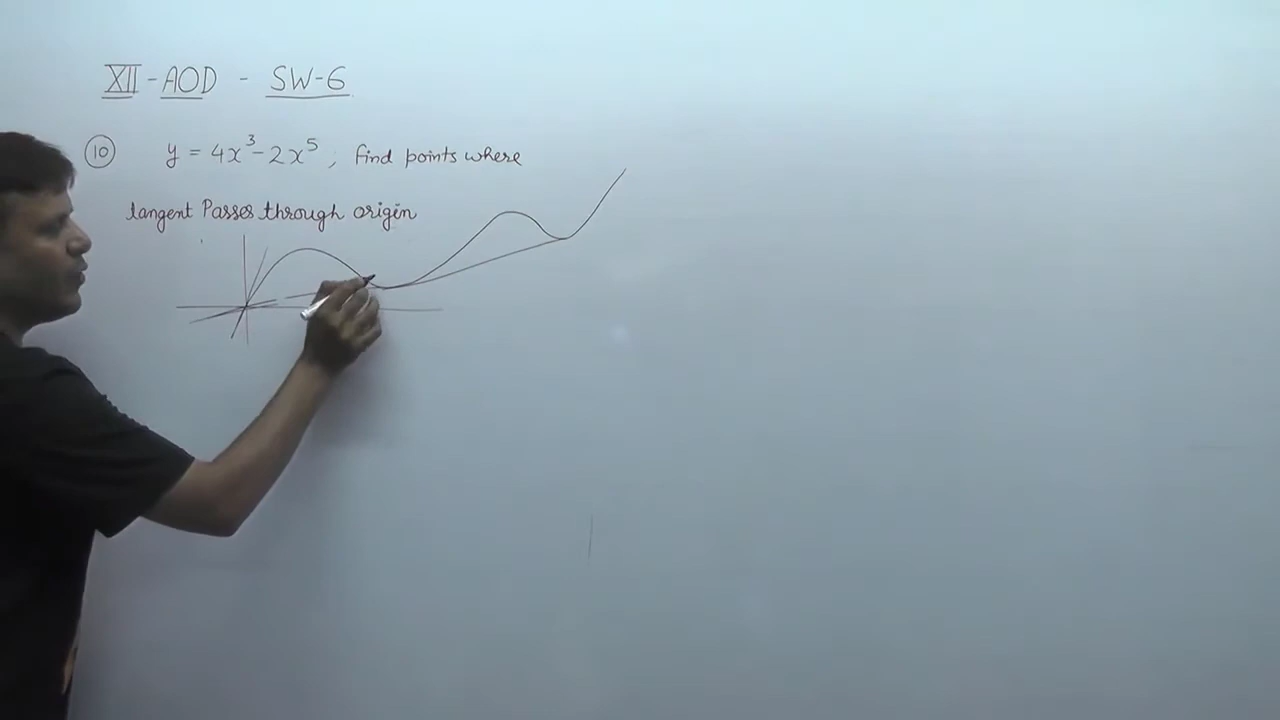 XII - AOD - SW-6
10 y = 4x³ - 2x⁵ , find points where
tangent Passes through origin